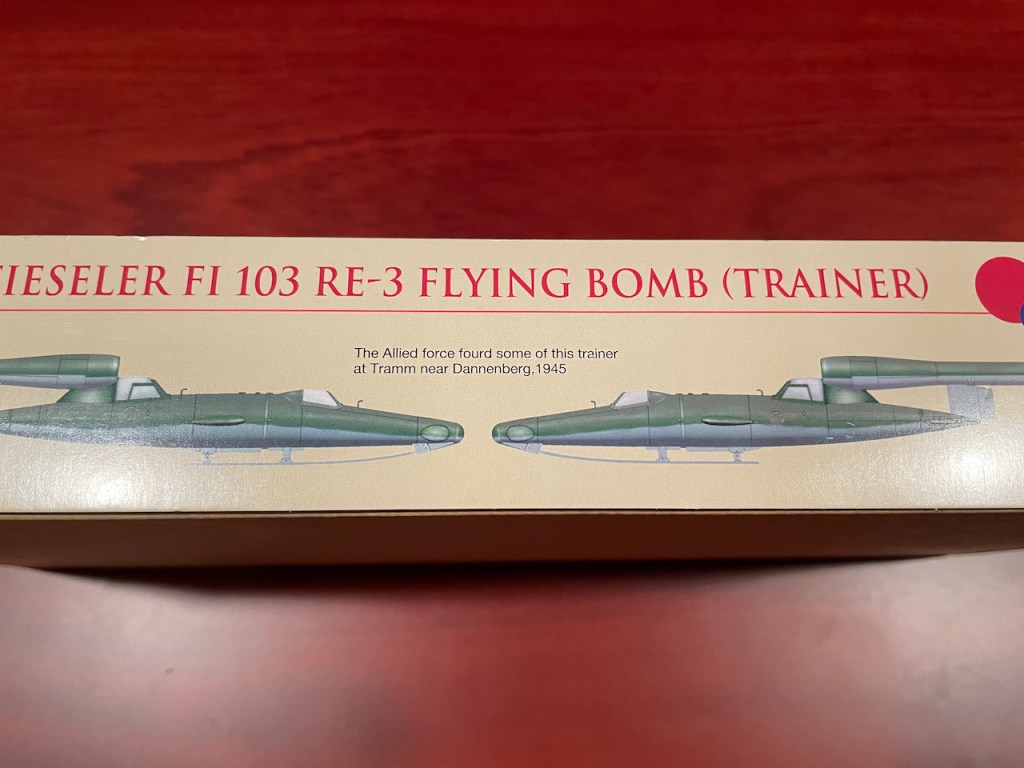 FIESELER FI 103 RE-3 FLYING BOMB (TRAINER)
The Allied force fourd some of this trainer
at Tramm near Dannenberg,1945